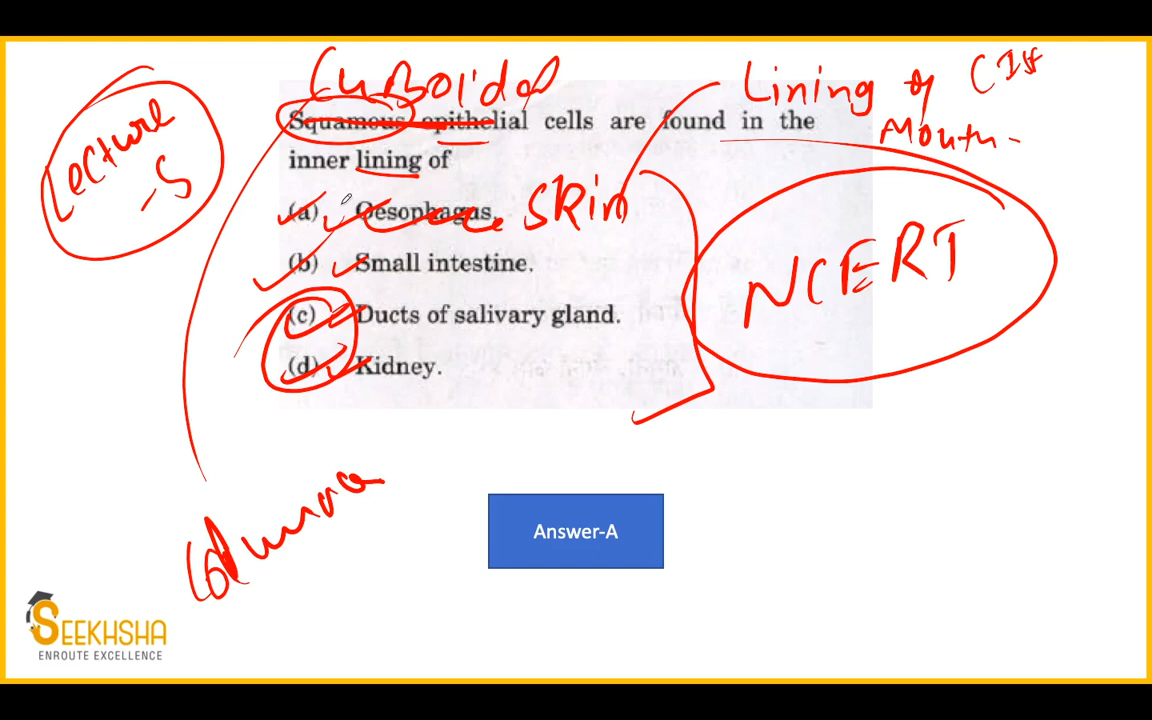 Cuboidal
Lining of
Mouth-
Lecture
-5
Squamous epithelial cells are found in the
inner lining of
(a) Oesophagus. Skin
(b) Small intestine.
(c) Ducts of salivary gland.
(d) Kidney.
NCERT
Answer-A
SEEKHSHA
ENROUTE EXCELLENCE